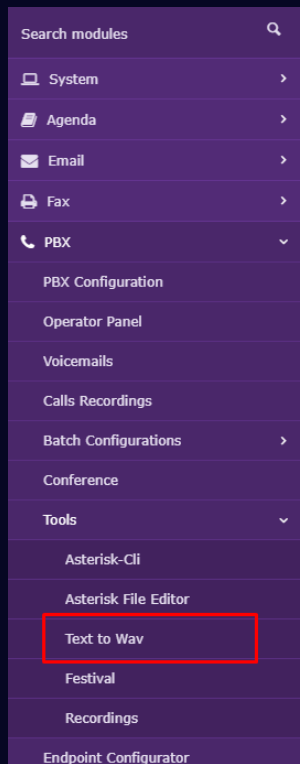 Search modules
System
Agenda
Email
Fax
PBX
PBX Configuration
Operator Panel
Voicemails
Calls Recordings
Batch Configurations
Conference
Tools
Asterisk-Cli
Asterisk File Editor
Text to Wav
Festival
Recordings
Endpoint Configurator